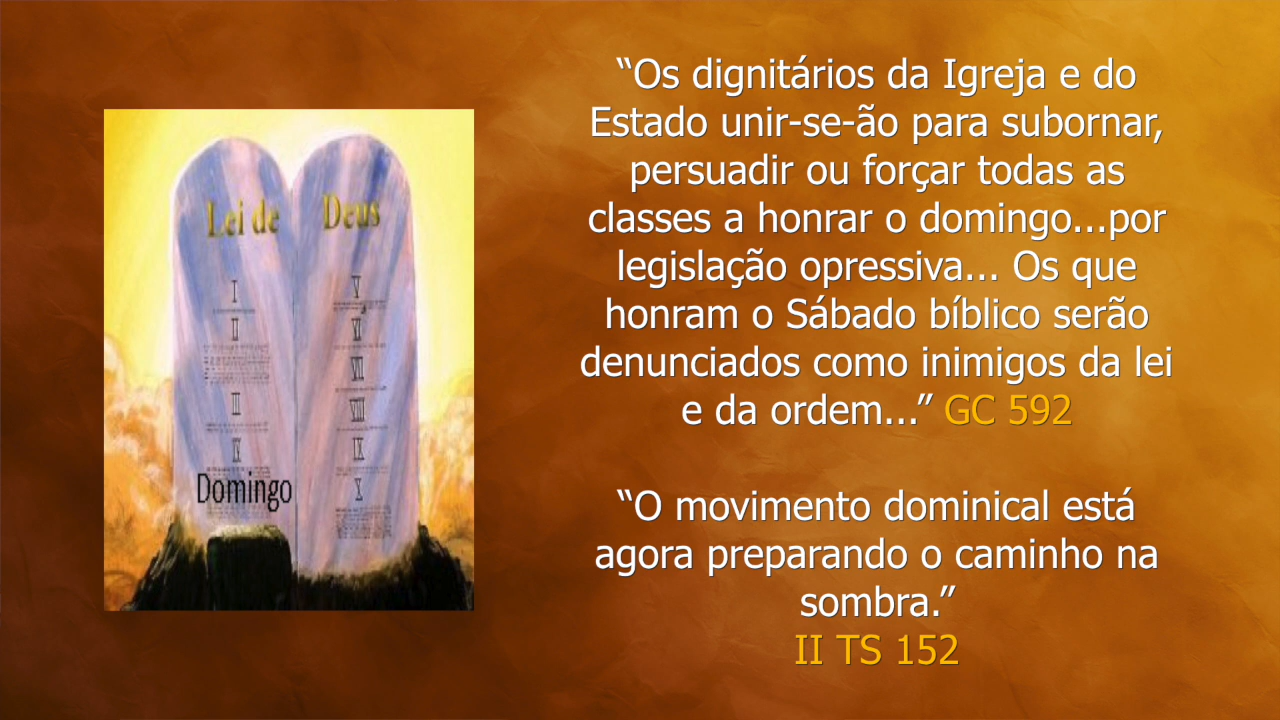 Lei de Deus
I
II
III
IV
Domingo
V
VI
VII
VIII
IX
X
“Os dignitários da Igreja e do
Estado unir-se-ão para subornar,
persuadir ou forçar todas as
classes a honrar o domingo...por
legislação opressiva... Os que
honram o Sábado bíblico serão
denunciados como inimigos da lei
e da ordem...” GC 592
“O movimento dominical está
agora preparando o caminho na
sombra.”
II TS 152